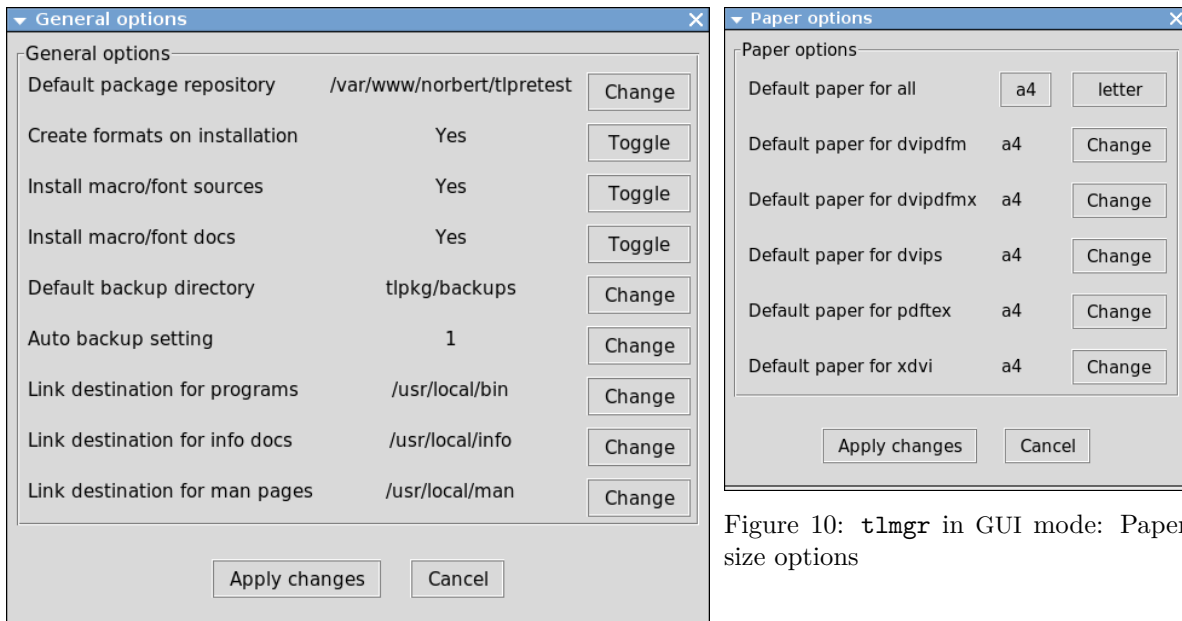 General options
General options
Default package repository /var/www/norbert/tlpretest Change
Create formats on installation Yes Toggle
Install macro/font sources Yes Toggle
Install macro/font docs Yes Toggle
Default backup directory tlpkg/backups Change
Auto backup setting 1 Change
Link destination for programs /usr/local/bin Change
Link destination for info docs /usr/local/info Change
Link destination for man pages /usr/local/man Change
Apply changes Cancel
Paper options
Paper options
Default paper for all a4 letter
Default paper for dvipdfm a4 Change
Default paper for dvipdfmx a4 Change
Default paper for dvips a4 Change
Default paper for pdftex a4 Change
Default paper for xdvi a4 Change
Apply changes Cancel
Figure 10: tlmgr in GUI mode: Paper
size options